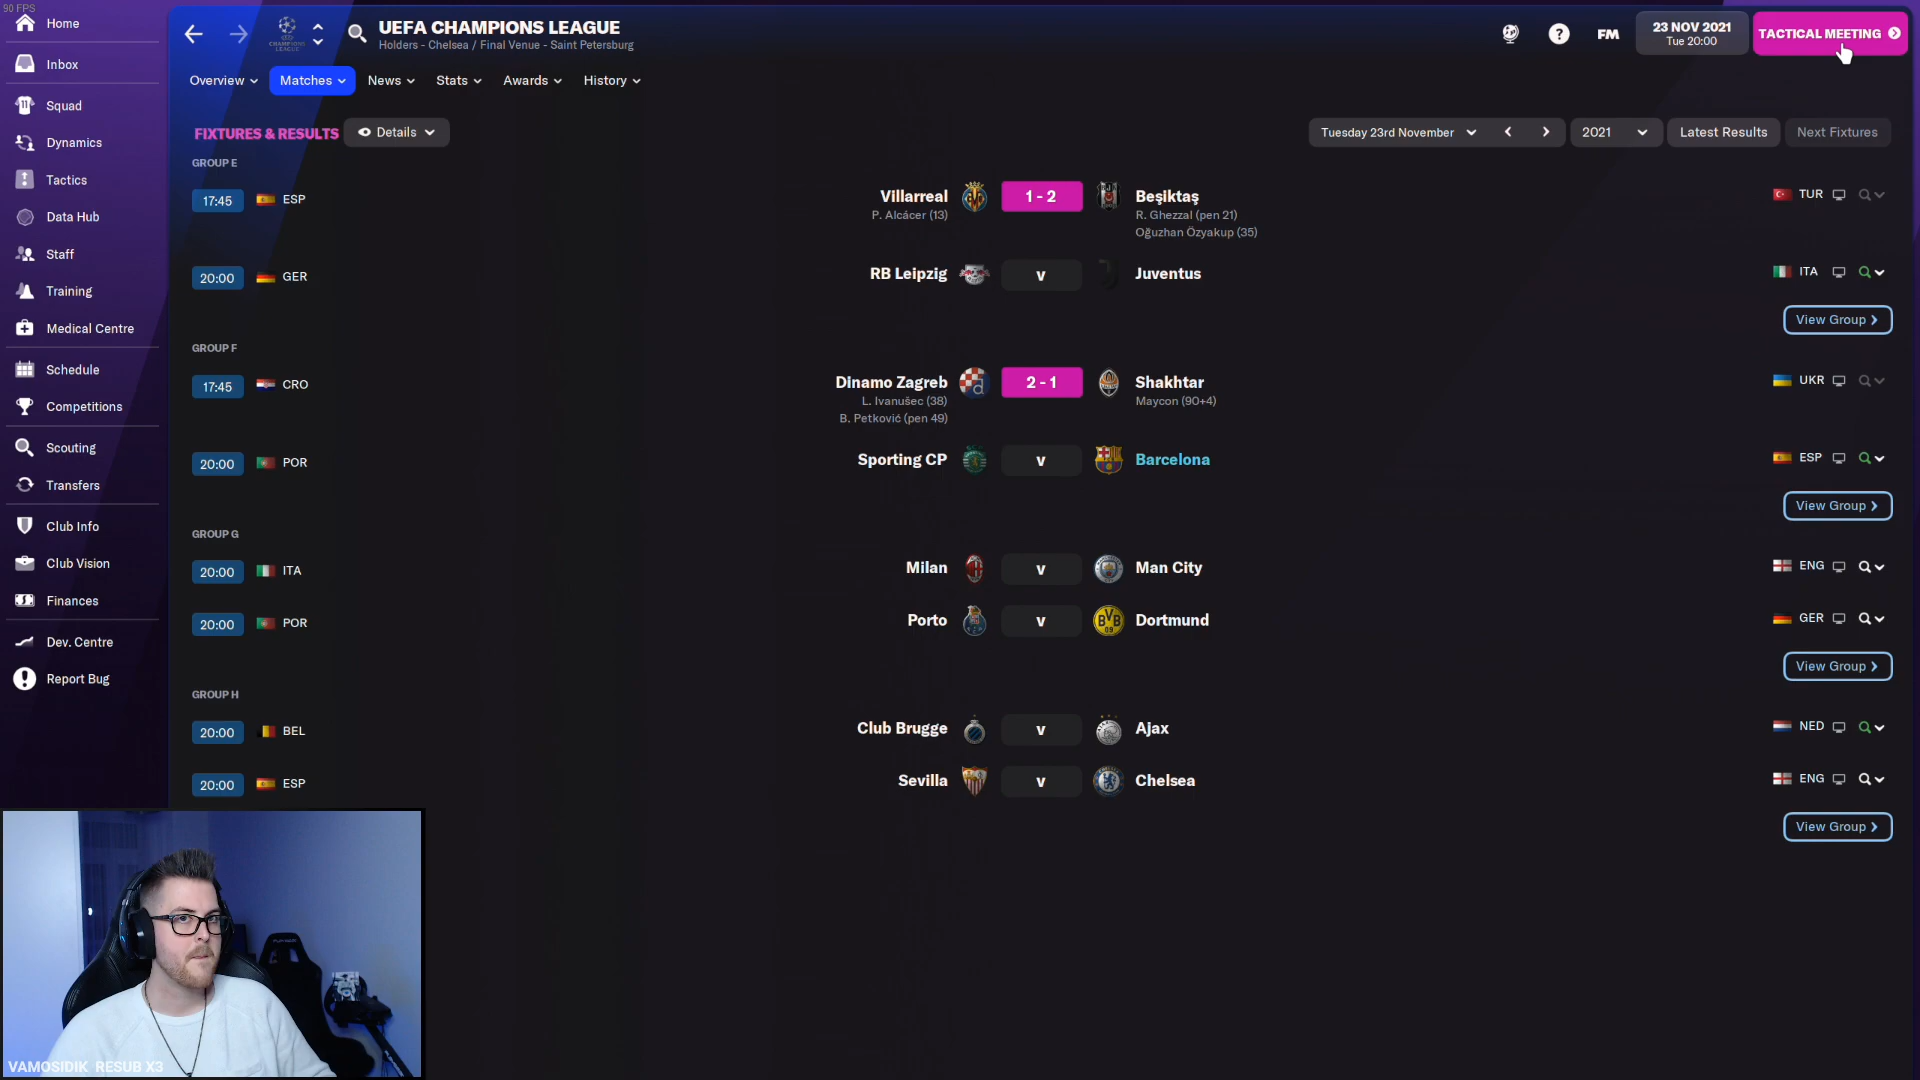 90 FPS
Home
Inbox
Squad
Dynamics
Tactics
Data Hub
Staff
Training
Medical Centre
Schedule
Competitions
Scouting
Transfers
Club Info
Club Vision
Finances
Dev. Centre
Report Bug
UEFA CHAMPIONS LEAGUE
Holders - Chelsea / Final Venue - Saint Petersburg
FM
23 NOV 2021
Tue 20:00
TACTICAL MEETING
Overview Matches News Stats Awards History
FIXTURES & RESULTS Details
Tuesday 23rd November 2021 Latest Results Next Fixtures
GROUP E
17:45 ESP Villarreal 1 - 2 Beşiktaş TUR
P. Alcácer (13) R. Ghezzal (pen 21)
Oğuzhan Özyakup (35)
20:00 GER RB Leipzig v Juventus ITA
View Group
GROUP F
17:45 CRO Dinamo Zagreb 2 - 1 Shakhtar UKR
L. Ivanušec (38) Maycon (90+4)
B. Petković (pen 49)
20:00 POR Sporting CP v Barcelona ESP
View Group
GROUP G
20:00 ITA Milan v Man City ENG
20:00 POR Porto v Dortmund GER
View Group
GROUP H
20:00 BEL Club Brugge v Ajax NED
20:00 ESP Sevilla v Chelsea ENG
View Group
VAMOSIDIK RESUB X3